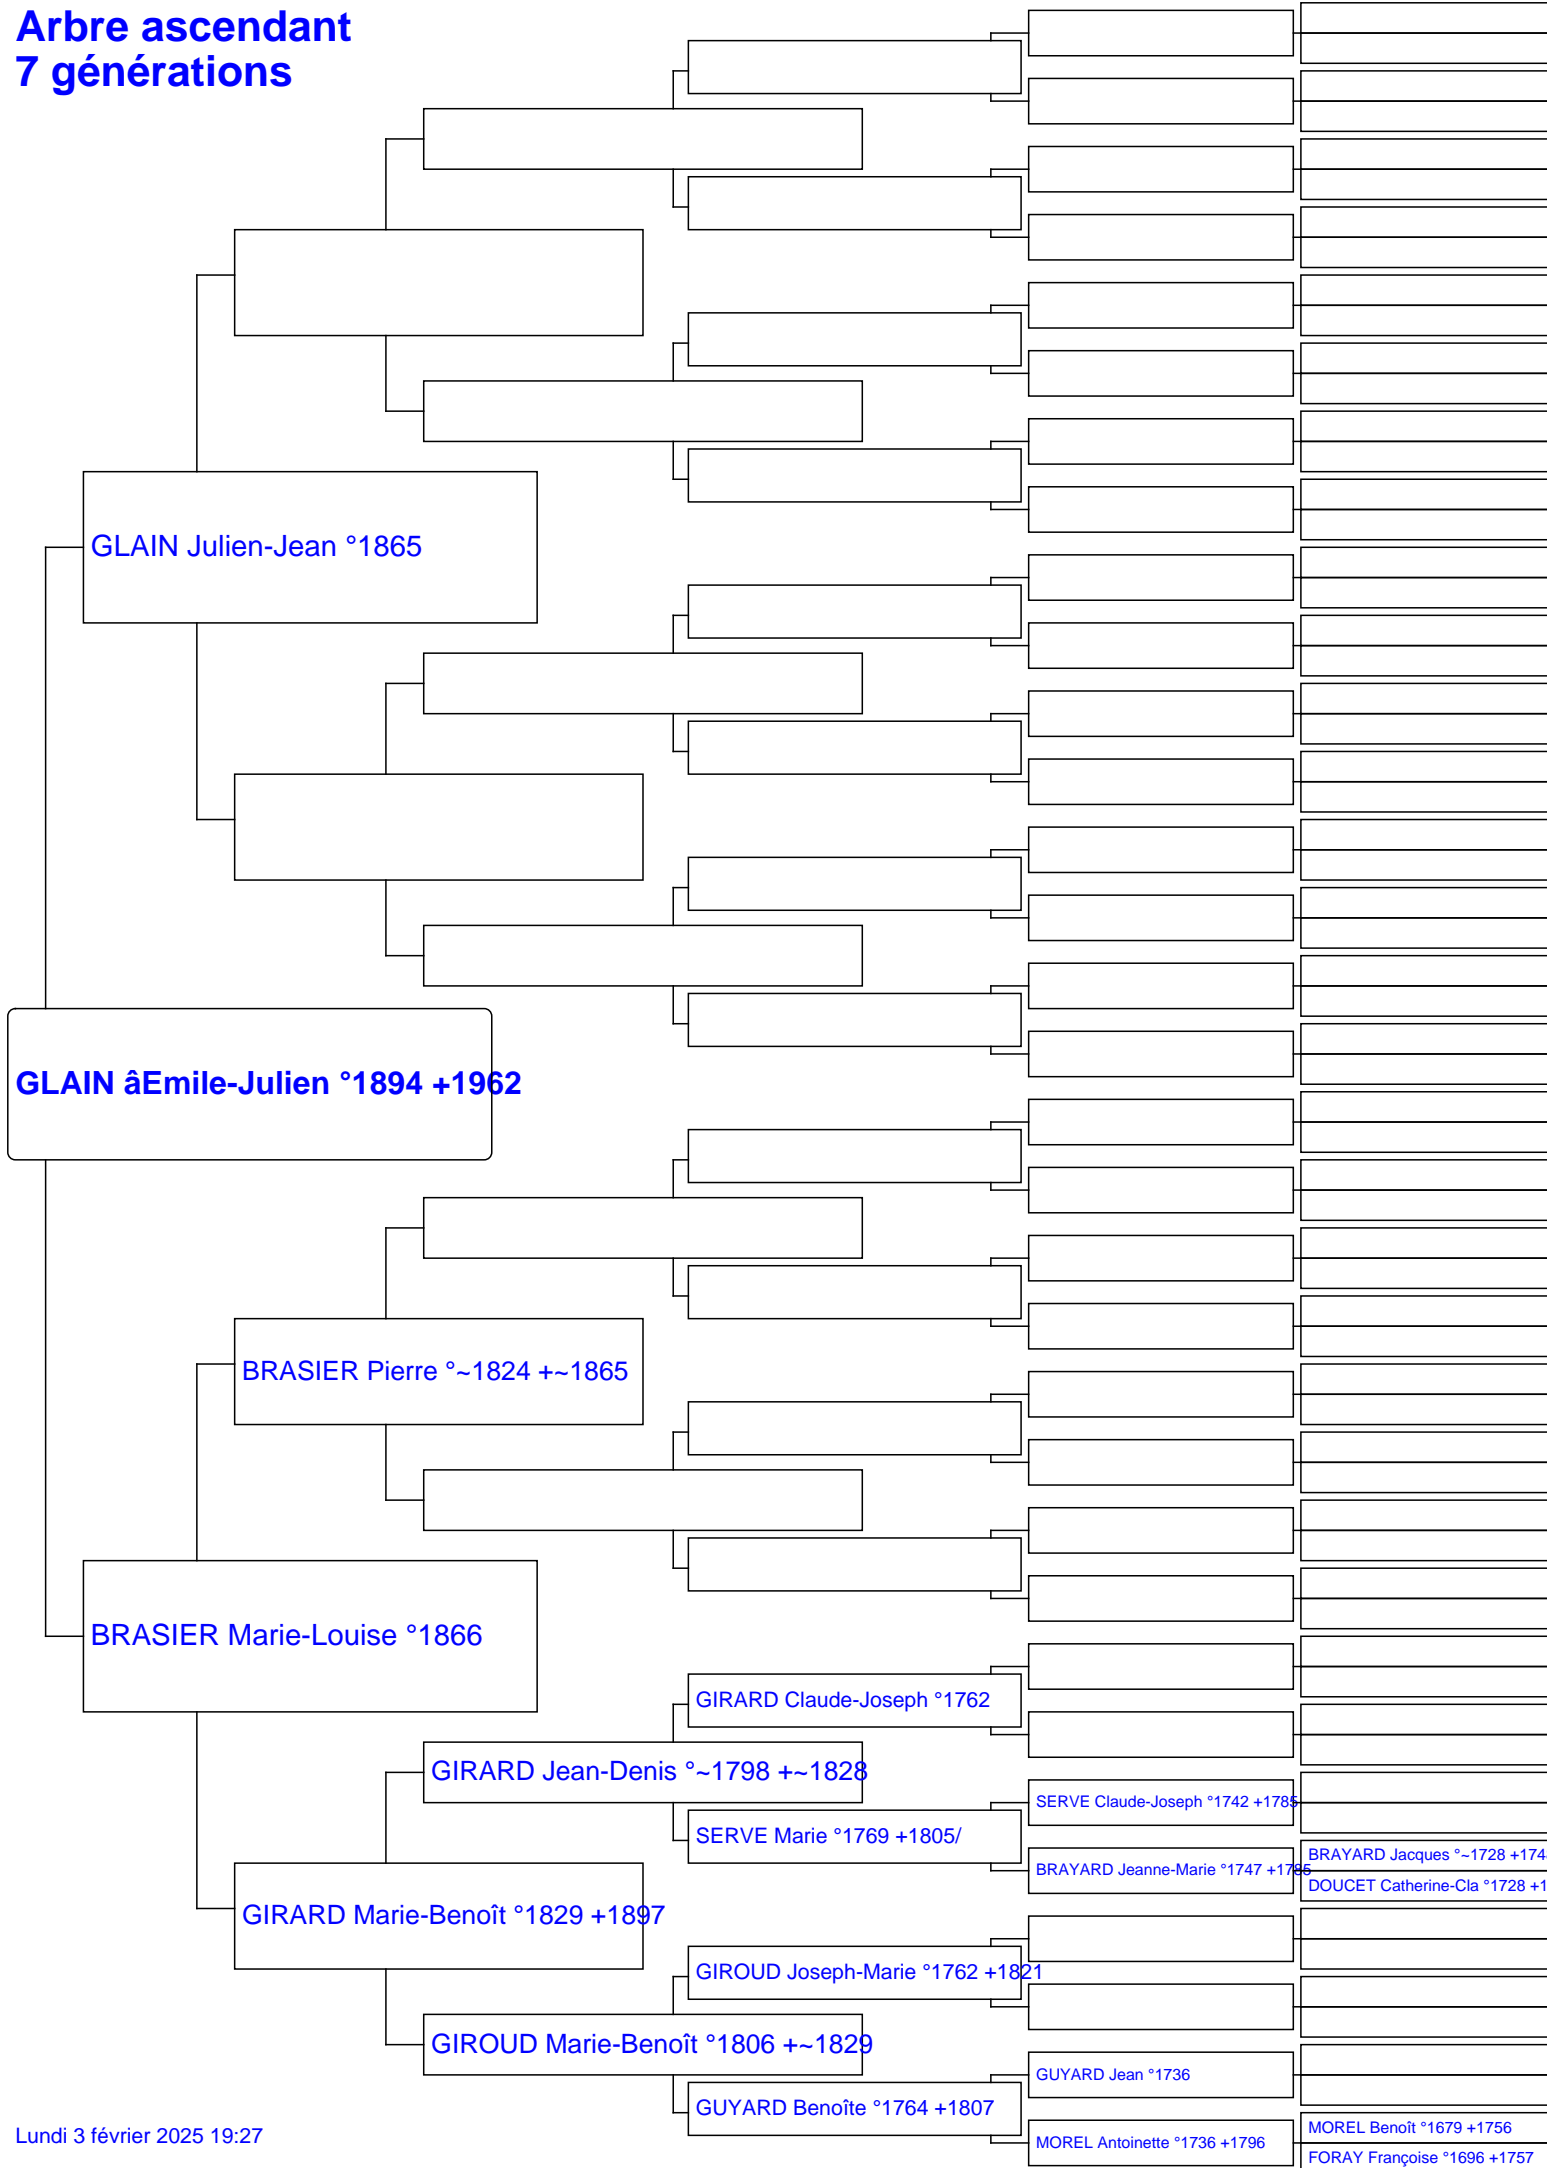 Arbre ascendant
7 générations
GLAIN Julien-Jean °1865
GLAIN âEmile-Julien °1894 +1962
BRASIER Pierre °~1824 +~1865
BRASIER Marie-Louise °1866
GIRARD Claude-Joseph °1762
GIRARD Jean-Denis °~1798 +~1828
SERVE Claude-Joseph °1742 +1785
SERVE Marie °1769 +1805/
BRAYARD Jacques °~1728 +174
BRAYARD Jeanne-Marie °1747 +1785
DOUCET Catherine-Cla °1728 +1
GIRARD Marie-Benoît °1829 +1897
GIROUD Joseph-Marie °1762 +1821
GIROUD Marie-Benoît °1806 +~1829
GUYARD Jean °1736
GUYARD Benoîte °1764 +1807
MOREL Benoît °1679 +1756
MOREL Antoinette °1736 +1796
FORAY Françoise °1696 +1757
Lundi 3 février 2025 19:27